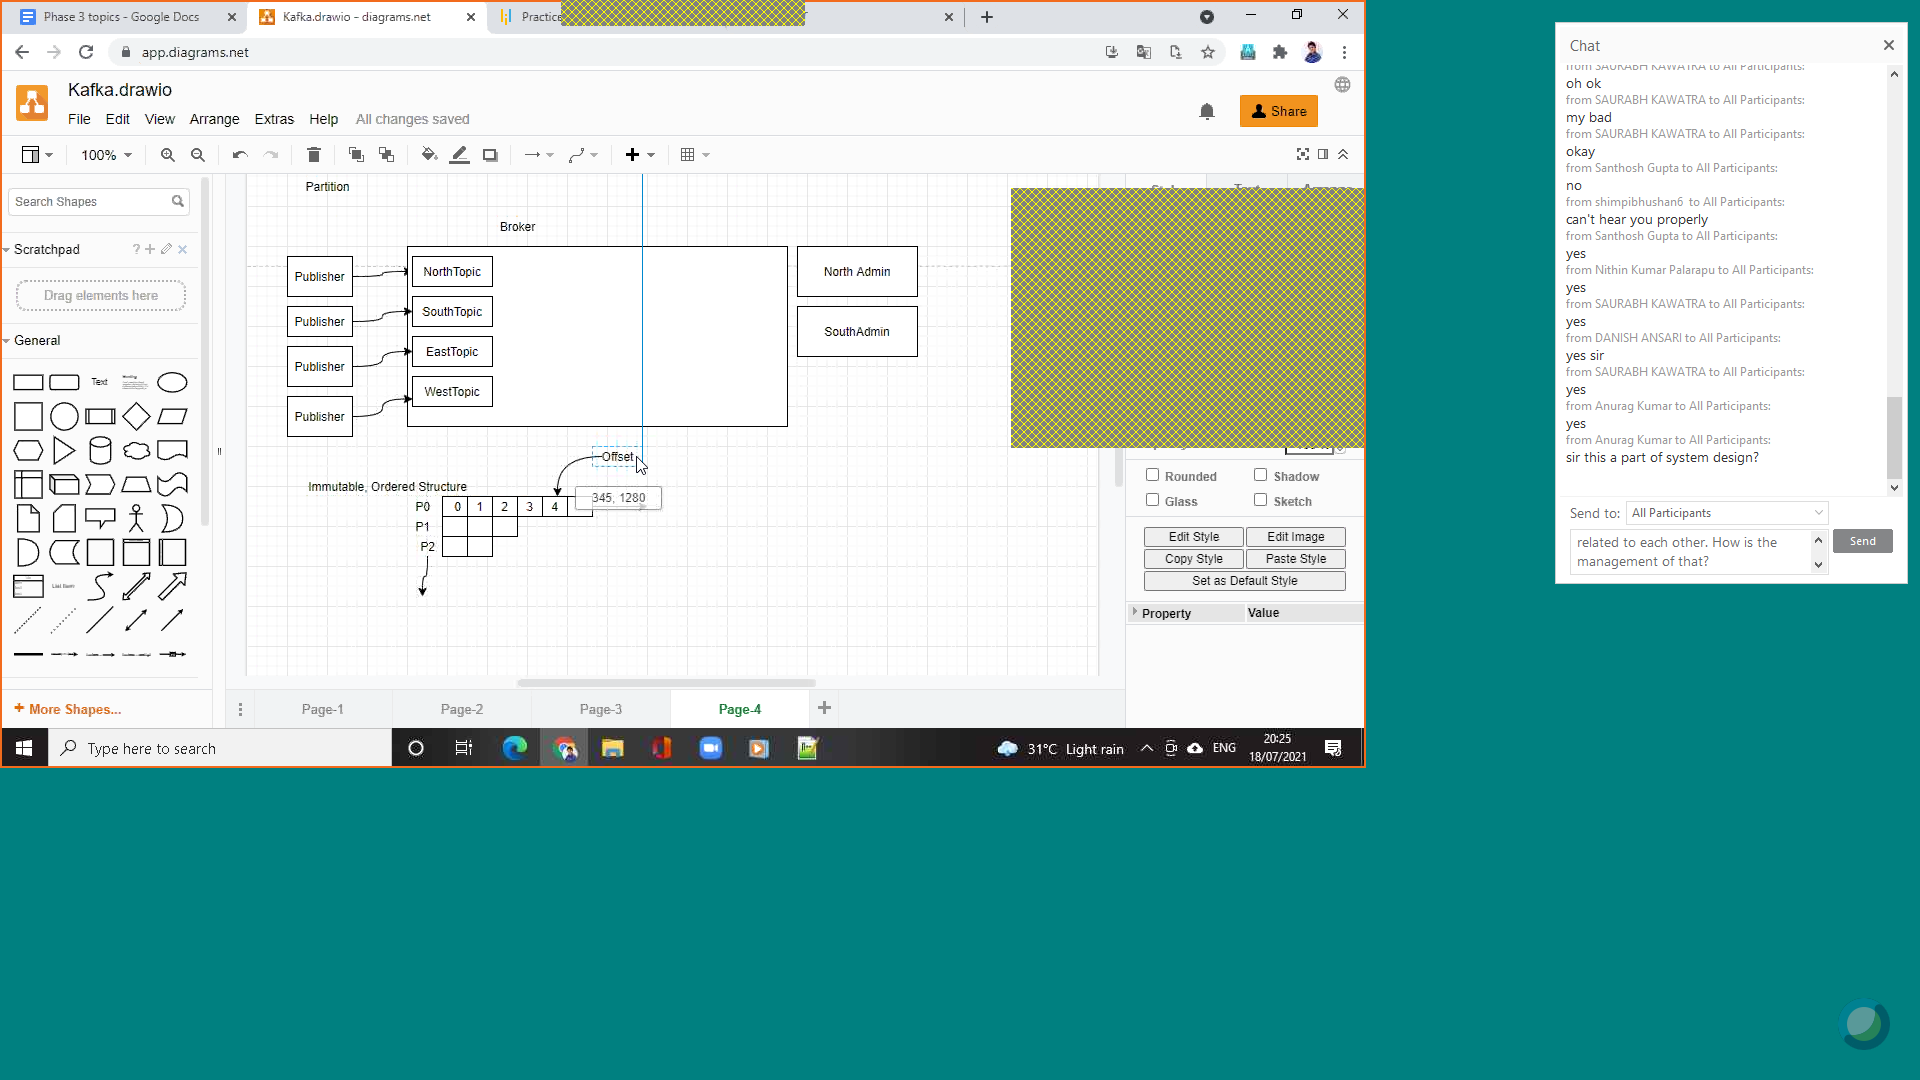 Phase 3 topics - Google Docs
Kafka.drawio - diagrams.net
Practice
app.diagrams.net
Kafka.drawio
File Edit View Arrange Extras Help All changes saved
Share
100%
Search Shapes
Scratchpad
Drag elements here
General
Text
More Shapes...
Partition
Broker
Publisher
Publisher
Publisher
Publisher
NorthTopic
SouthTopic
EastTopic
WestTopic
North Admin
SouthAdmin
Offset
345, 1280
Immutable, Ordered Structure
P0 0 1 2 3 4
P1
P2
Rounded Shadow
Glass Sketch
Edit Style Edit Image
Copy Style Paste Style
Set as Default Style
Property Value
Page-1 Page-2 Page-3 Page-4
Type here to search
31°C Light rain
ENG
20:25
18/07/2021
Chat
from SAURABH KAWATRA to All Participants:
oh ok
from SAURABH KAWATRA to All Participants:
my bad
from SAURABH KAWATRA to All Participants:
okay
from Santhosh Gupta to All Participants:
no
from shimpibhushan6 to All Participants:
can't hear you properly
from Santhosh Gupta to All Participants:
yes
from Nithin Kumar Palarapu to All Participants:
yes
from SAURABH KAWATRA to All Participants:
yes
from DANISH ANSARI to All Participants:
yes sir
from SAURABH KAWATRA to All Participants:
yes
from Anurag Kumar to All Participants:
yes
from Anurag Kumar to All Participants:
sir this a part of system design?
Send to: All Participants
related to each other. How is the
management of that?
Send